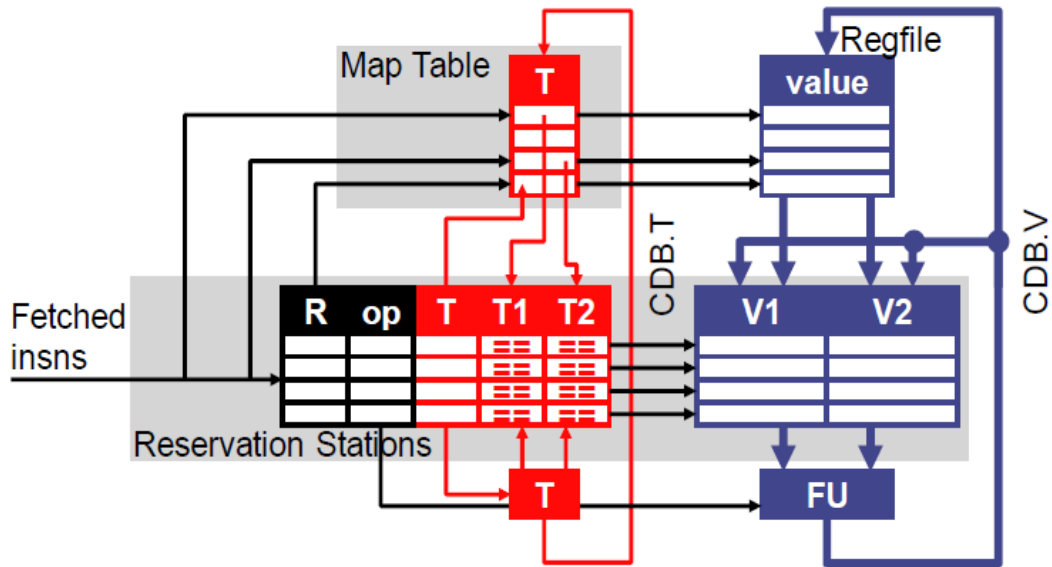 Regfile
Map Table
T
value
CDB.T
CDB.V
R op T T1 T2 V1 V2
Fetched
insns
== ==
== ==
== ==
== ==
Reservation Stations
T
FU